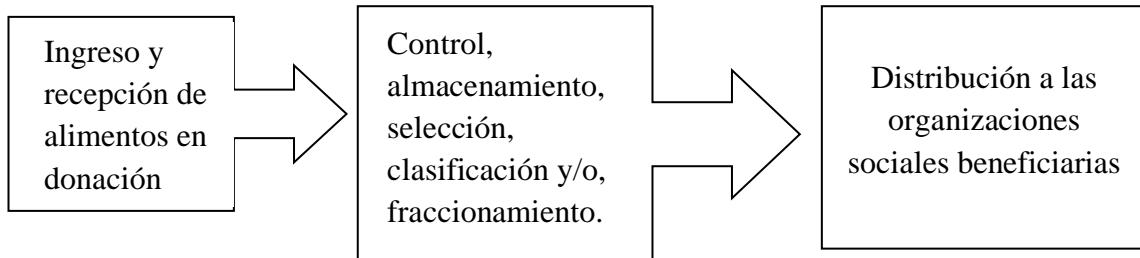 Ingreso y
recepción de
alimentos en
donación
Control,
almacenamiento,
selección,
clasificación y/o,
fraccionamiento.
Distribución a las
organizaciones
sociales beneficiarias